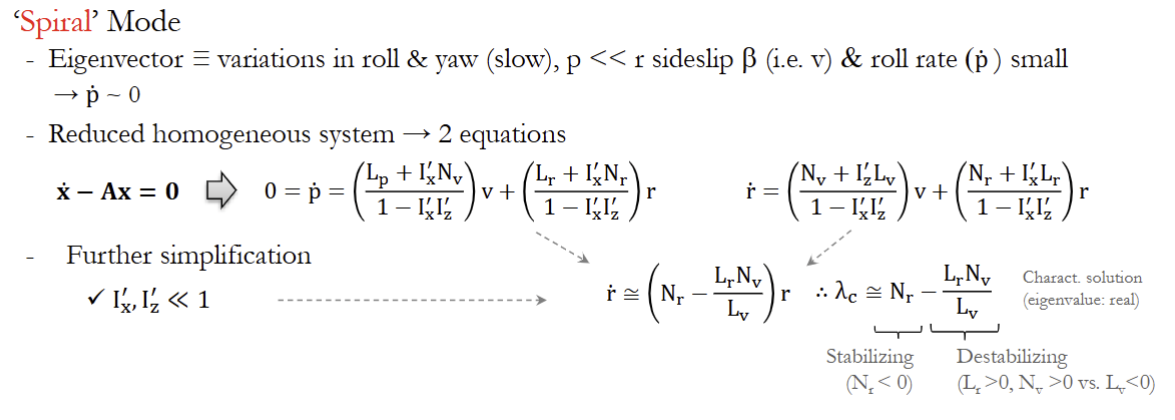 ‘Spiral’ Mode
- Eigenvector ≡ variations in roll & yaw (slow), p << r sideslip β (i.e. v) & roll rate (ṗ ) small
→ ṗ ~ 0
- Reduced homogeneous system → 2 equations
ẋ − Ax = 0 ⇨ 0 = ṗ = ((L_p + I′_x N_v)/(1 − I′_x I′_z)) v + ((L_r + I′_x N_r)/(1 − I′_x I′_z)) r
ṙ = ((N_v + I′_z L_v)/(1 − I′_x I′_z)) v + ((N_r + I′_x L_r)/(1 − I′_x I′_z)) r
- Further simplification
✓ I′_x, I′_z ≪ 1
ṙ ≅ (N_r − (L_r N_v)/L_v) r ∴ λ_c ≅ N_r − (L_r N_v)/L_v
Charact. solution
(eigenvalue: real)
Stabilizing
(N_r < 0)
Destabilizing
(L_r >0, N_v >0 vs. L_v<0)